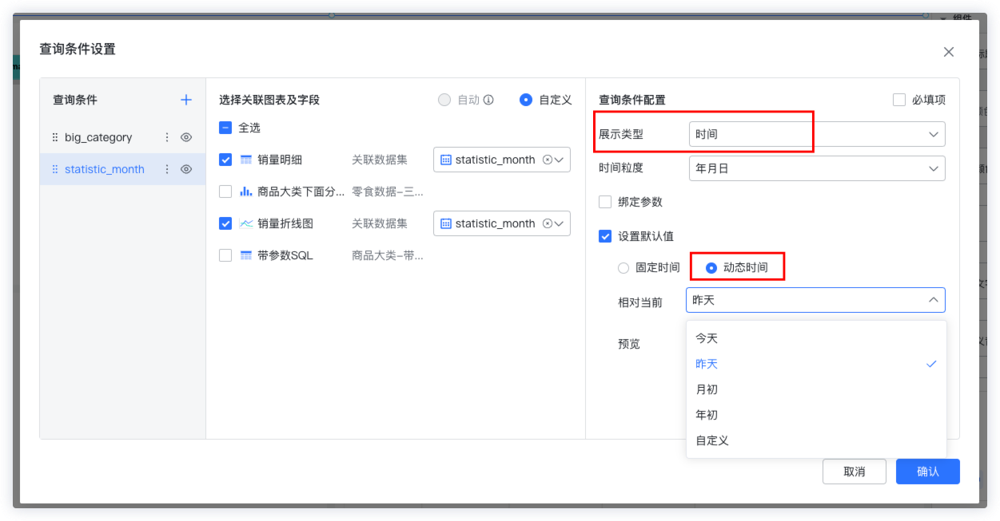 组件
查询条件设置
查询条件
big_category
statistic_month
选择关联图表及字段
自动
自定义
全选
销量明细 关联数据集 statistic_month
商品大类下面分... 零食数据-三...
销量折线图 关联数据集 statistic_month
带参数SQL 商品大类-带...
查询条件配置
必填项
展示类型 时间
时间粒度 年月日
绑定参数
设置默认值
固定时间 动态时间
相对当前 昨天
预览
今天
昨天
月初
年初
自定义
取消 确认